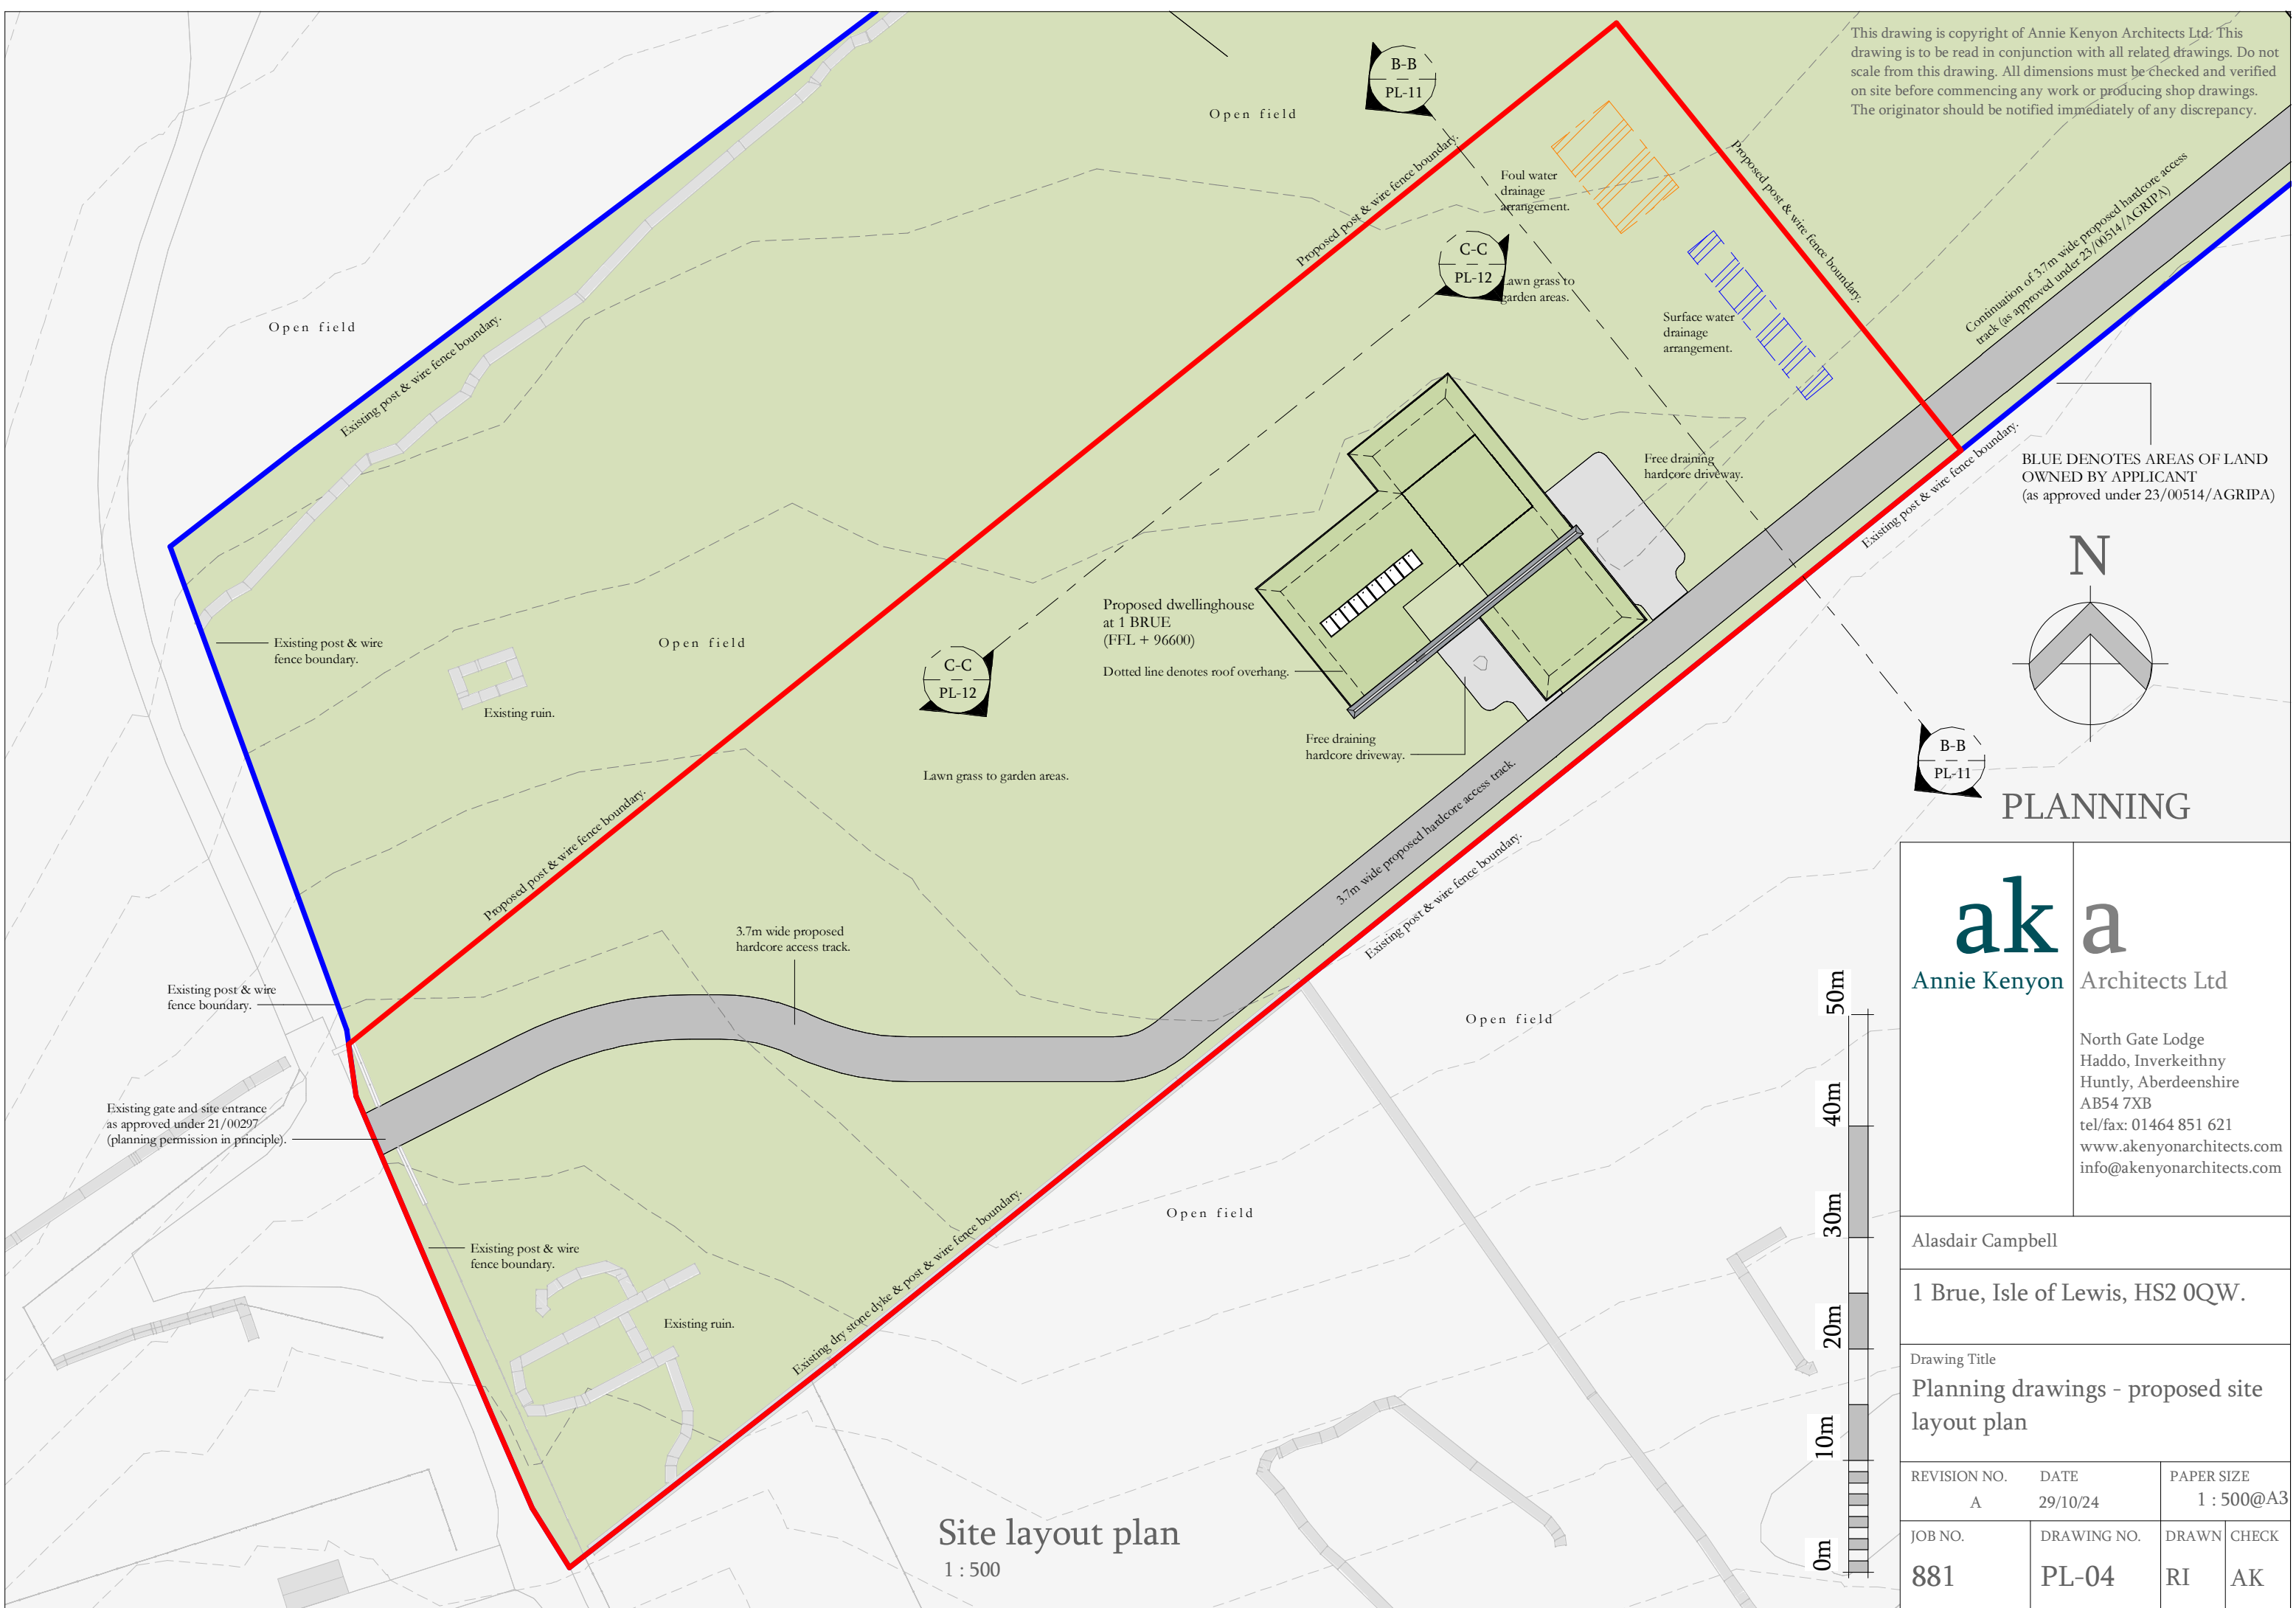 This drawing is copyright of Annie Kenyon Architects Ltd. This
drawing is to be read in conjunction with all related drawings. Do not
scale from this drawing. All dimensions must be checked and verified
on site before commencing any work or producing shop drawings.
The originator should be notified immediately of any discrepancy.
B-B
PL-11
Open field
Proposed post & wire fence boundary.
Foul water
drainage
arrangement.
Proposed post & wire fence boundary.
Continuation of 3.7m wide proposed hardcore access
track (as approved under 23/00514/AGRIPA)
C-C
PL-12
Lawn grass to
garden areas.
Surface water
drainage
arrangement.
Open field
Existing post & wire fence boundary.
Free draining
hardcore driveway.
Existing post & wire fence boundary.
BLUE DENOTES AREAS OF LAND
OWNED BY APPLICANT
(as approved under 23/00514/AGRIPA)
N
Proposed dwellinghouse
at 1 BRUE
(FFL + 96600)
Dotted line denotes roof overhang.
Existing post & wire
fence boundary.
Open field
C-C
PL-12
Existing ruin.
Free draining
hardcore driveway.
B-B
PL-11
Lawn grass to garden areas.
PLANNING
Proposed post & wire fence boundary.
3.7m wide proposed hardcore access track.
Existing post & wire fence boundary.
3.7m wide proposed
hardcore access track.
Existing post & wire
fence boundary.
Open field
Existing gate and site entrance
as approved under 21/00297
(planning permission in principle).
Open field
Existing post & wire
fence boundary.
Existing dry stone dyke & post & wire fence boundary.
Existing ruin.
Site layout plan
1 : 500
50m
40m
30m
20m
10m
0m
aka
Annie Kenyon Architects Ltd
North Gate Lodge
Haddo, Inverkeithny
Huntly, Aberdeenshire
AB54 7XB
tel/fax: 01464 851 621
www.akenyonarchitects.com
info@akenyonarchitects.com
Alasdair Campbell
1 Brue, Isle of Lewis, HS2 0QW.
Drawing Title
Planning drawings - proposed site
layout plan
REVISION NO. DATE PAPER SIZE
A 29/10/24 1 : 500@A3
JOB NO. DRAWING NO. DRAWN CHECK
881 PL-04 RI AK